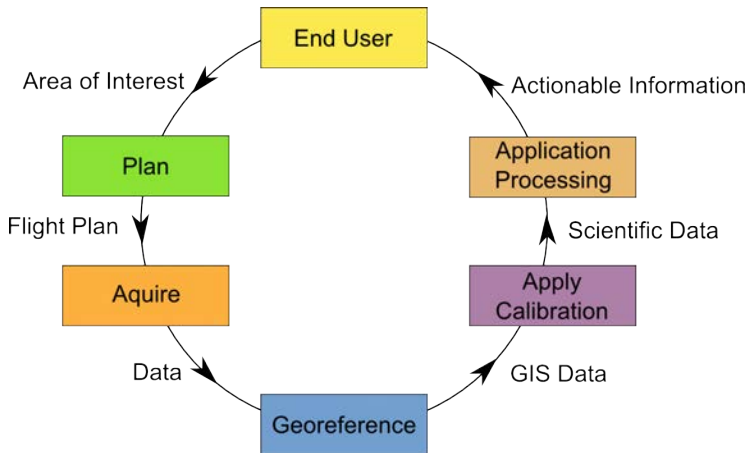 End User
Area of Interest
Actionable Information
Plan
Application
Processing
Flight Plan
Scientific Data
Aquire
Apply
Calibration
Data
GIS Data
Georeference